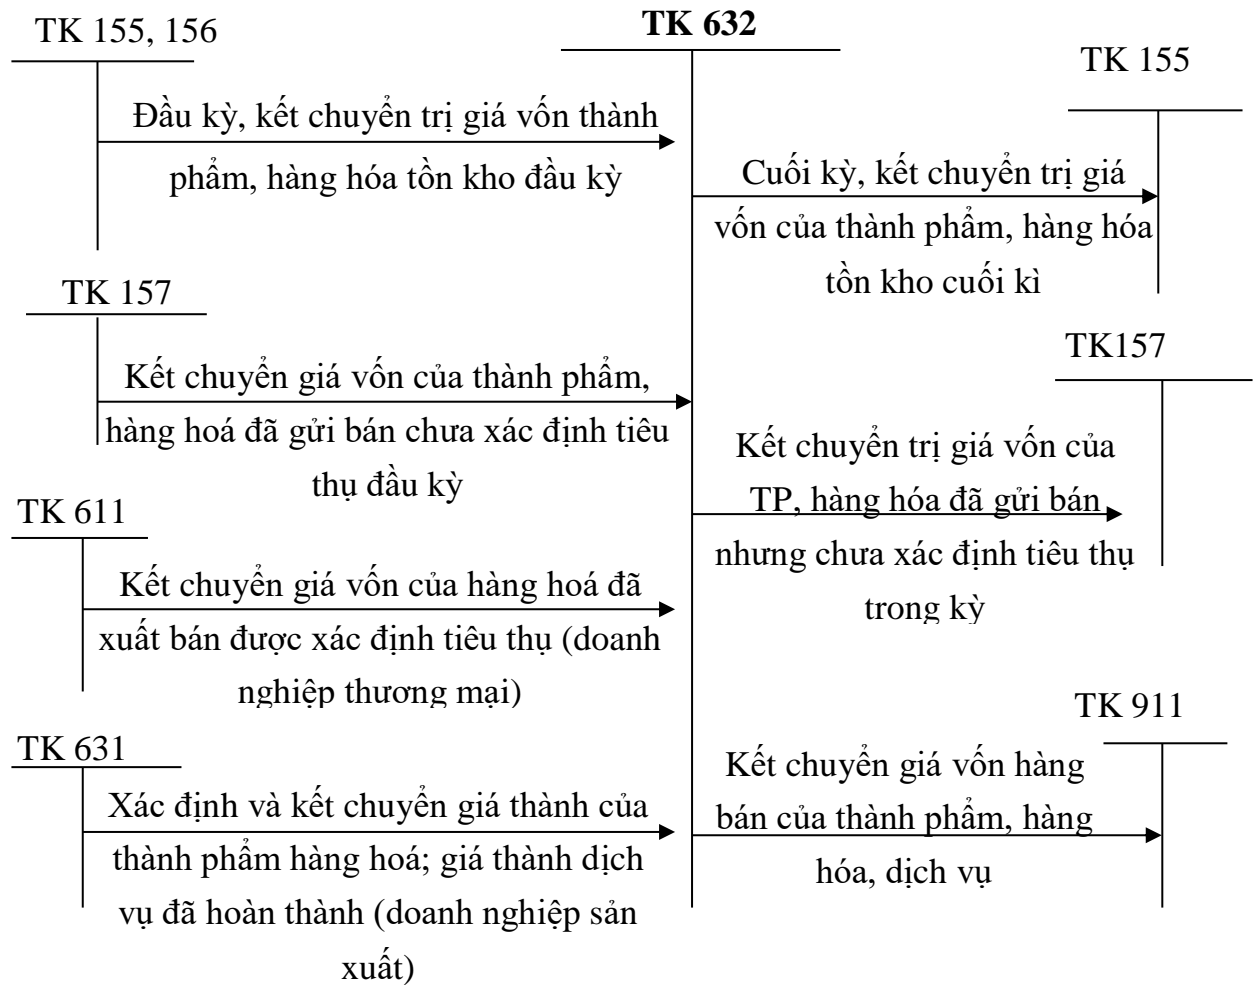 TK 155, 156
TK 632
TK 155
Đầu kỳ, kết chuyển trị giá vốn thành
phẩm, hàng hóa tồn kho đầu kỳ
Cuối kỳ, kết chuyển trị giá
vốn của thành phẩm, hàng hóa
tồn kho cuối kì
TK 157
Kết chuyển giá vốn của thành phẩm,
hàng hoá đã gửi bán chưa xác định tiêu
thụ đầu kỳ
TK157
Kết chuyển trị giá vốn của
TP, hàng hóa đã gửi bán
nhưng chưa xác định tiêu thụ
trong kỳ
TK 611
Kết chuyển giá vốn của hàng hoá đã
xuất bán được xác định tiêu thụ (doanh
nghiệp thương mại)
TK 911
Kết chuyển giá vốn hàng
bán của thành phẩm, hàng
hóa, dịch vụ
TK 631
Xác định và kết chuyển giá thành của
thành phẩm hàng hoá; giá thành dịch
vụ đã hoàn thành (doanh nghiệp sản
xuất)